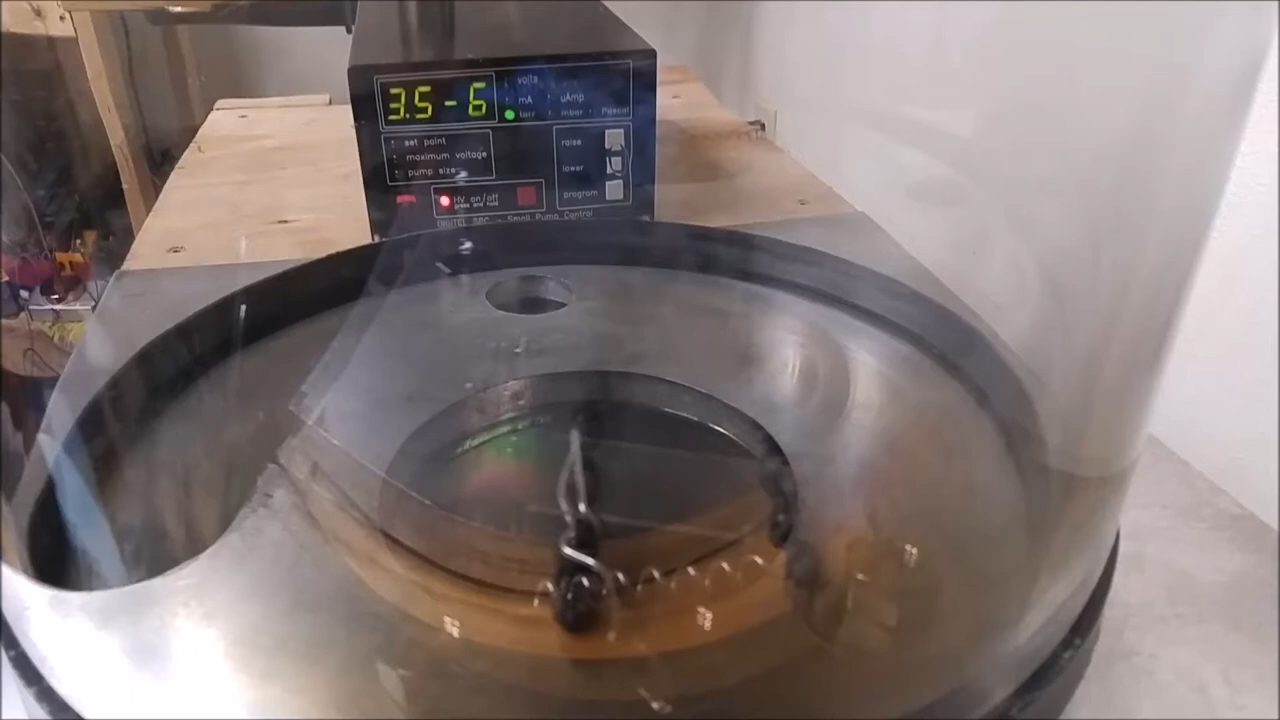 3.5-6
volts
mA uAmp
torr mbar Pascal
set point
maximum voltage
pump size
raise
lower
program
HV on/off
press and hold
DIGITEL SPC - Small Pump Control